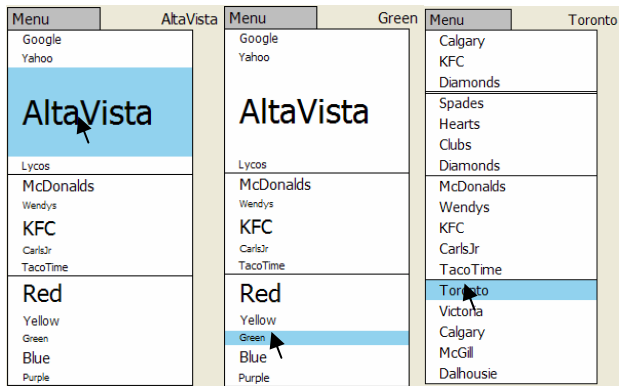 Menu AltaVista
Google
Yahoo
AltaVista
Lycos
McDonalds
Wendys
KFC
CarlsJr
TacoTime
Red
Yellow
Green
Blue
Purple
Menu Green
Google
Yahoo
AltaVista
Lycos
McDonalds
Wendys
KFC
CarlsJr
TacoTime
Red
Yellow
Green
Blue
Purple
Menu Toronto
Calgary
KFC
Diamonds
Spades
Hearts
Clubs
Diamonds
McDonalds
Wendys
KFC
CarlsJr
TacoTime
Toronto
Victoria
Calgary
McGill
Dalhousie